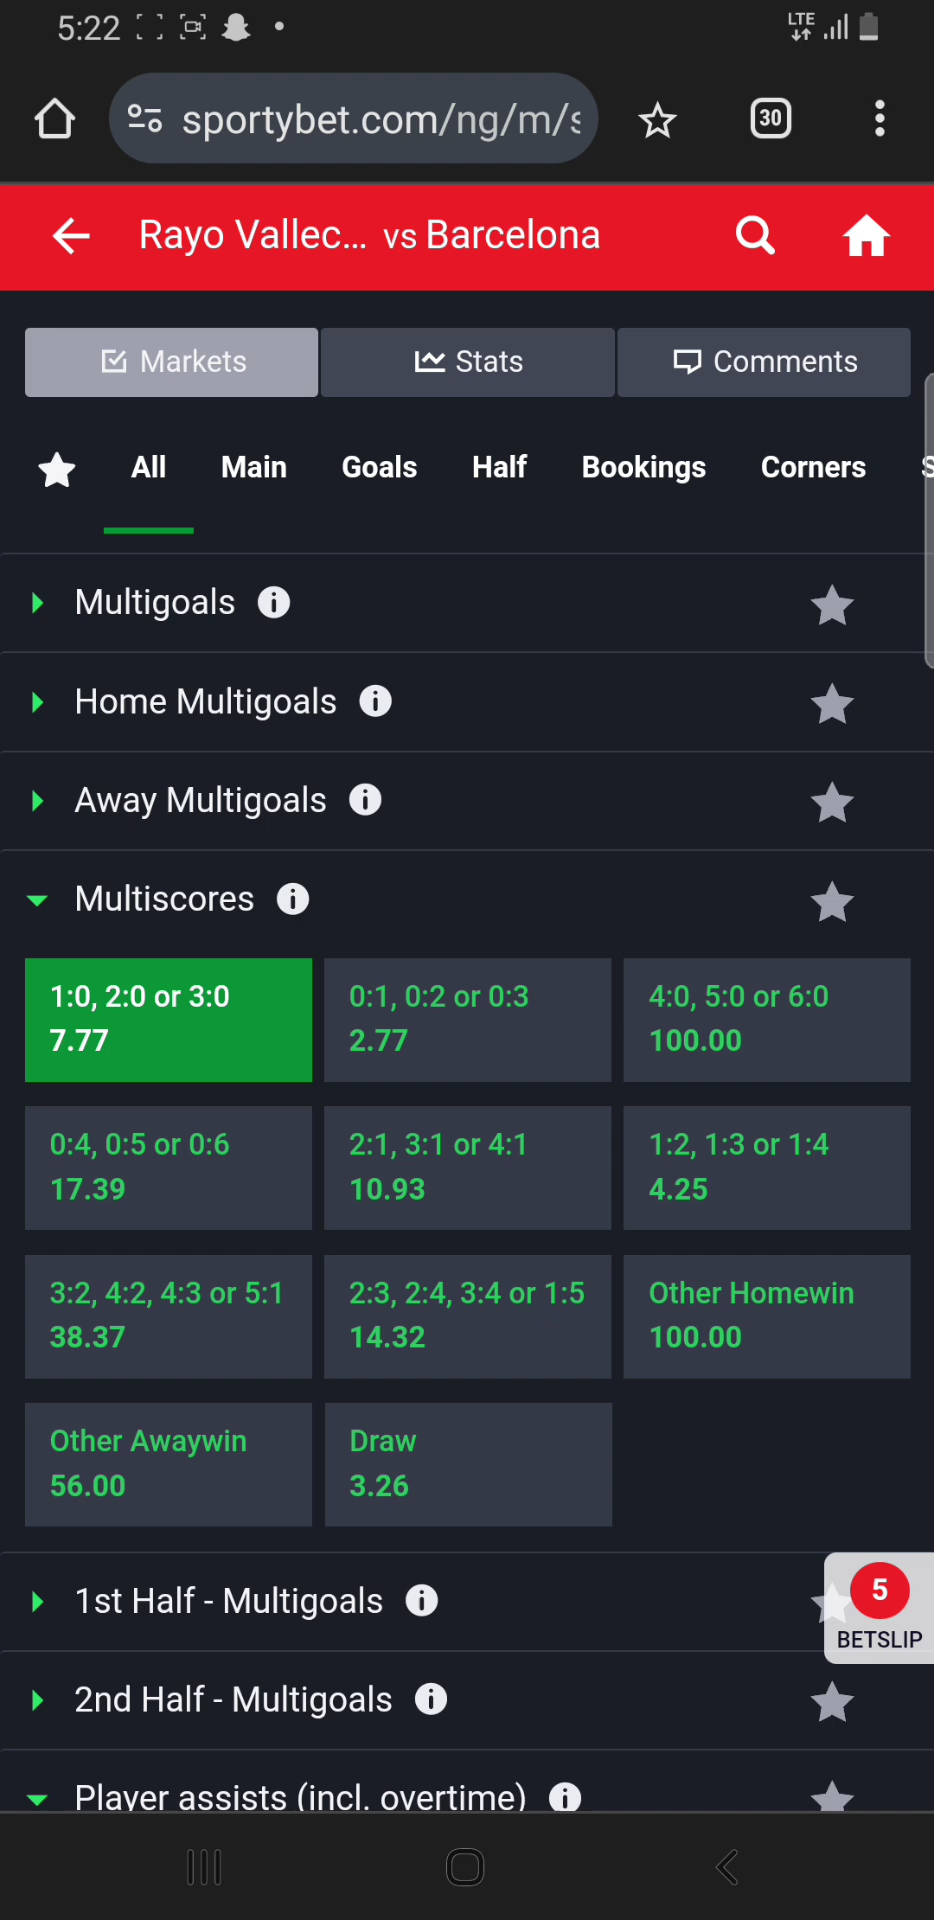 5:22
LTE
sportybet.com/ng/m/s
30
Rayo Vallec... vs Barcelona
Markets
Stats
Comments
All Main Goals Half Bookings Corners S
Multigoals
Home Multigoals
Away Multigoals
Multiscores
1:0, 2:0 or 3:0
7.77
0:1, 0:2 or 0:3
2.77
4:0, 5:0 or 6:0
100.00
0:4, 0:5 or 0:6
17.39
2:1, 3:1 or 4:1
10.93
1:2, 1:3 or 1:4
4.25
3:2, 4:2, 4:3 or 5:1
38.37
2:3, 2:4, 3:4 or 1:5
14.32
Other Homewin
100.00
Other Awaywin
56.00
Draw
3.26
1st Half - Multigoals
5
BETSLIP
2nd Half - Multigoals
Player assists (incl. overtime)